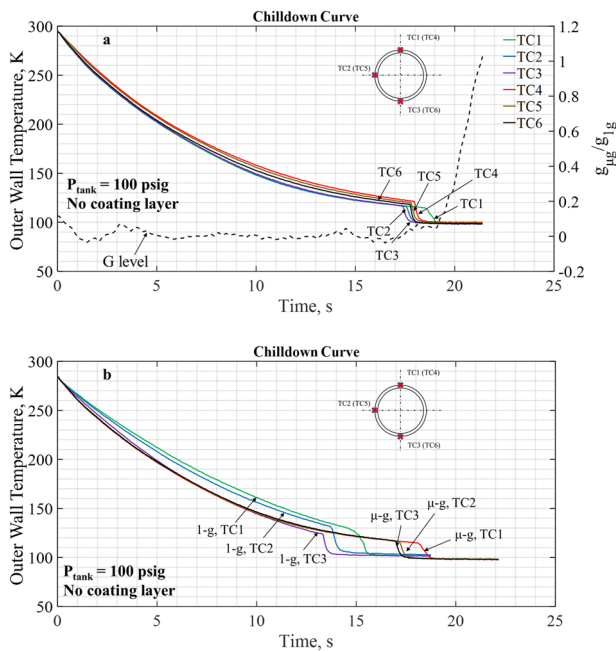 Chilldown Curve
a
300
250
200
150
100
50
Outer Wall Temperature, K
0
5
10
15
20
25
Time, s
1.2
1
0.8
0.6
0.4
0.2
0
-0.2
gμg/g1g
TC1 (TC4)
TC2 (TC5)
TC3 (TC6)
TC1
TC2
TC3
TC4
TC5
TC6
Ptank = 100 psig
No coating layer
G level
TC6
TC5
TC4
TC1
TC2
TC3
Chilldown Curve
b
300
250
200
150
100
50
Outer Wall Temperature, K
0
5
10
15
20
25
Time, s
TC1 (TC4)
TC2 (TC5)
TC3 (TC6)
1-g, TC1
1-g, TC2
1-g, TC3
μ-g, TC3
μ-g, TC2
μ-g, TC1
Ptank = 100 psig
No coating layer